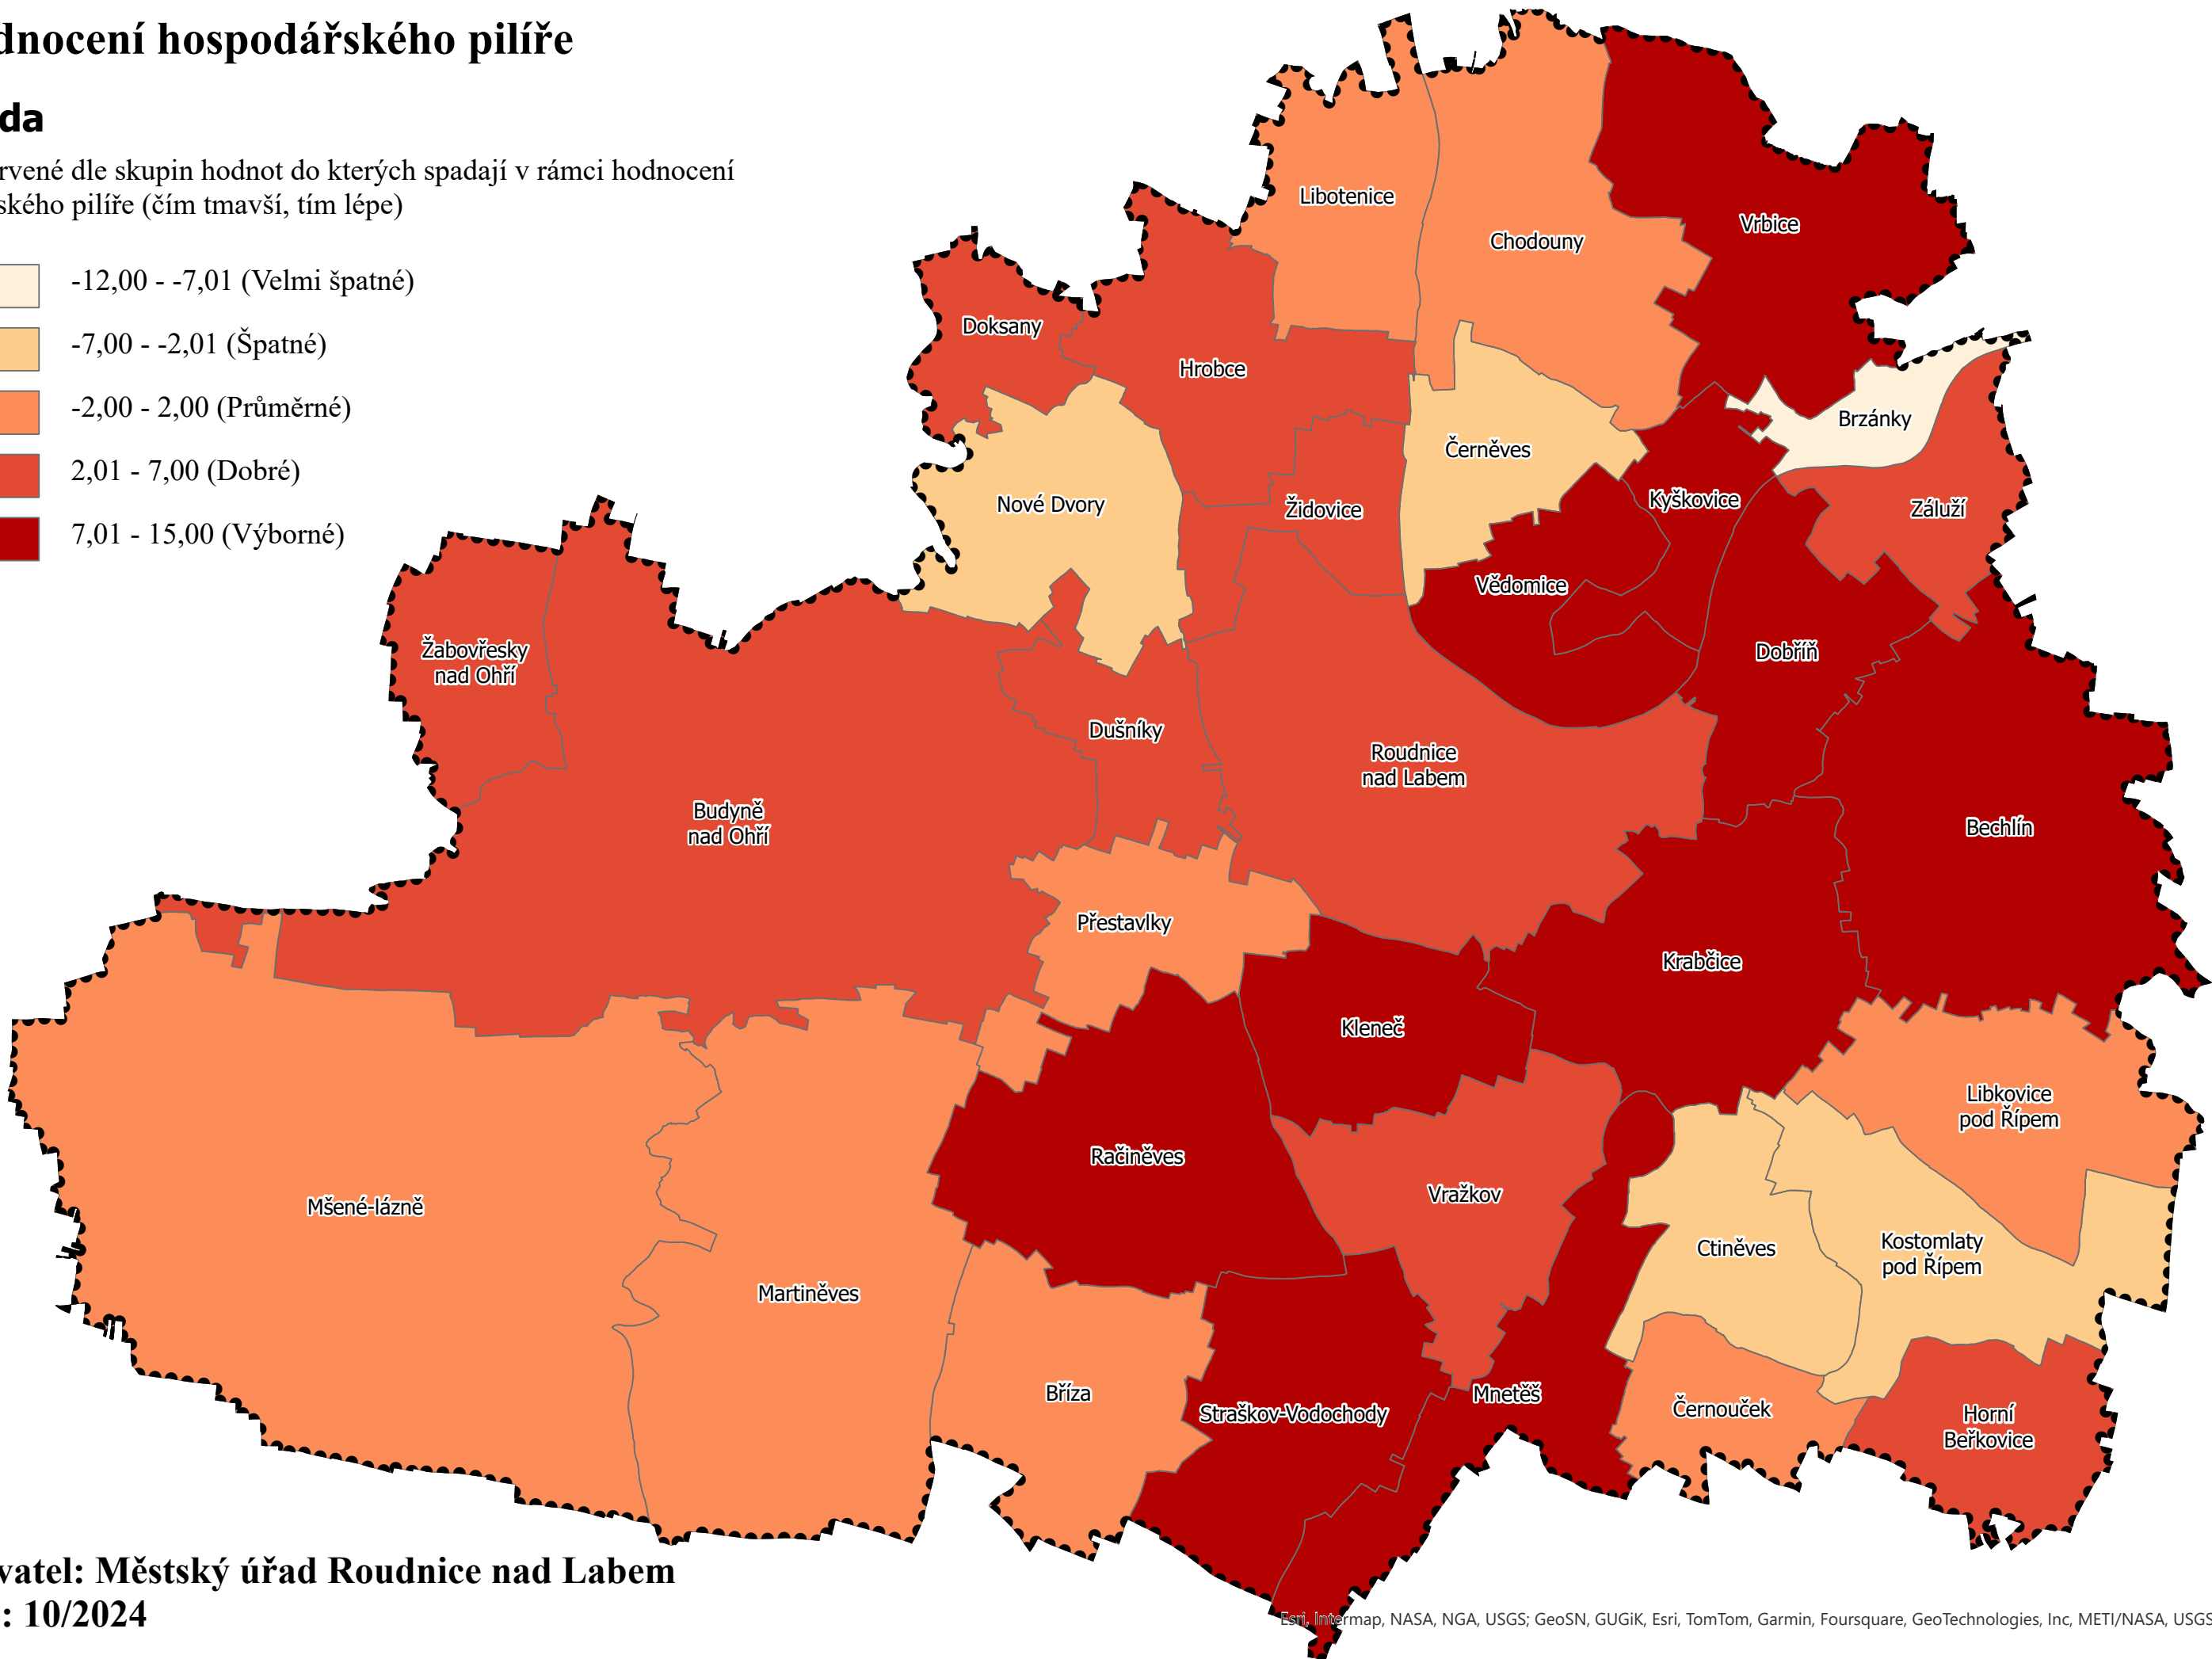 dnocení hospodářského pilíře
da
rvené dle skupin hodnot do kterých spadají v rámci hodnocení
ského pilíře (čím tmavší, tím lépe)
-12,00 - -7,01 (Velmi špatné)
-7,00 - -2,01 (Špatné)
-2,00 - 2,00 (Průměrné)
2,01 - 7,00 (Dobré)
7,01 - 15,00 (Výborné)
Libotenice
Chodouny
Vrbice
Doksany
Hrobce
Brzánky
Černěves
Nové Dvory
Židovice
Kyškovice
Záluží
Vědomice
Žabovřesky
nad Ohří
Dobříň
Dušníky
Roudnice
nad Labem
Budyně
nad Ohří
Bechlín
Přestavlky
Krabčice
Kleneč
Libkovice
pod Řípem
Račiněves
Vražkov
Mšené-lázně
Ctiněves
Kostomlaty
pod Řípem
Martiněves
Bříza
Straškov-Vodochody
Mnetěš
Černouček
Horní
Beřkovice
vatel: Městský úřad Roudnice nad Labem
: 10/2024
Esri, Intermap, NASA, NGA, USGS; GeoSN, GUGiK, Esri, TomTom, Garmin, Foursquare, GeoTechnologies, Inc, METI/NASA, USGS